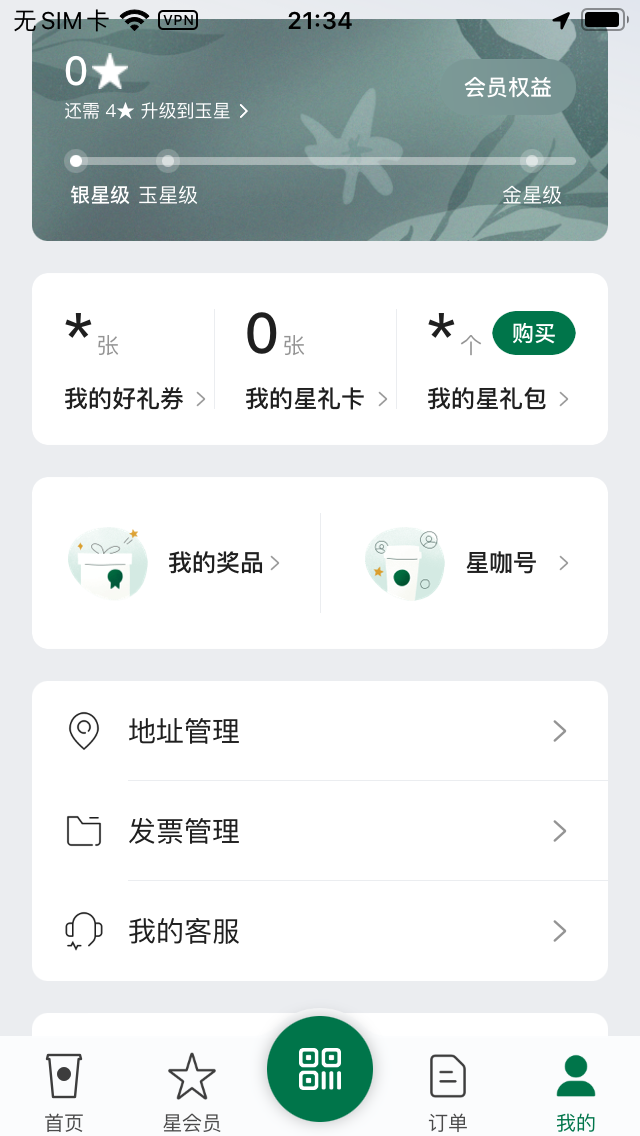 无SIM卡 VPN 21:34
0★
会员权益
还需 4★ 升级到玉星
银星级 玉星级 金星级
* 张 0 张 * 个 购买
我的好礼券 我的星礼卡 我的星礼包
我的奖品 星咖号
地址管理
发票管理
我的客服
首页 星会员 订单 我的